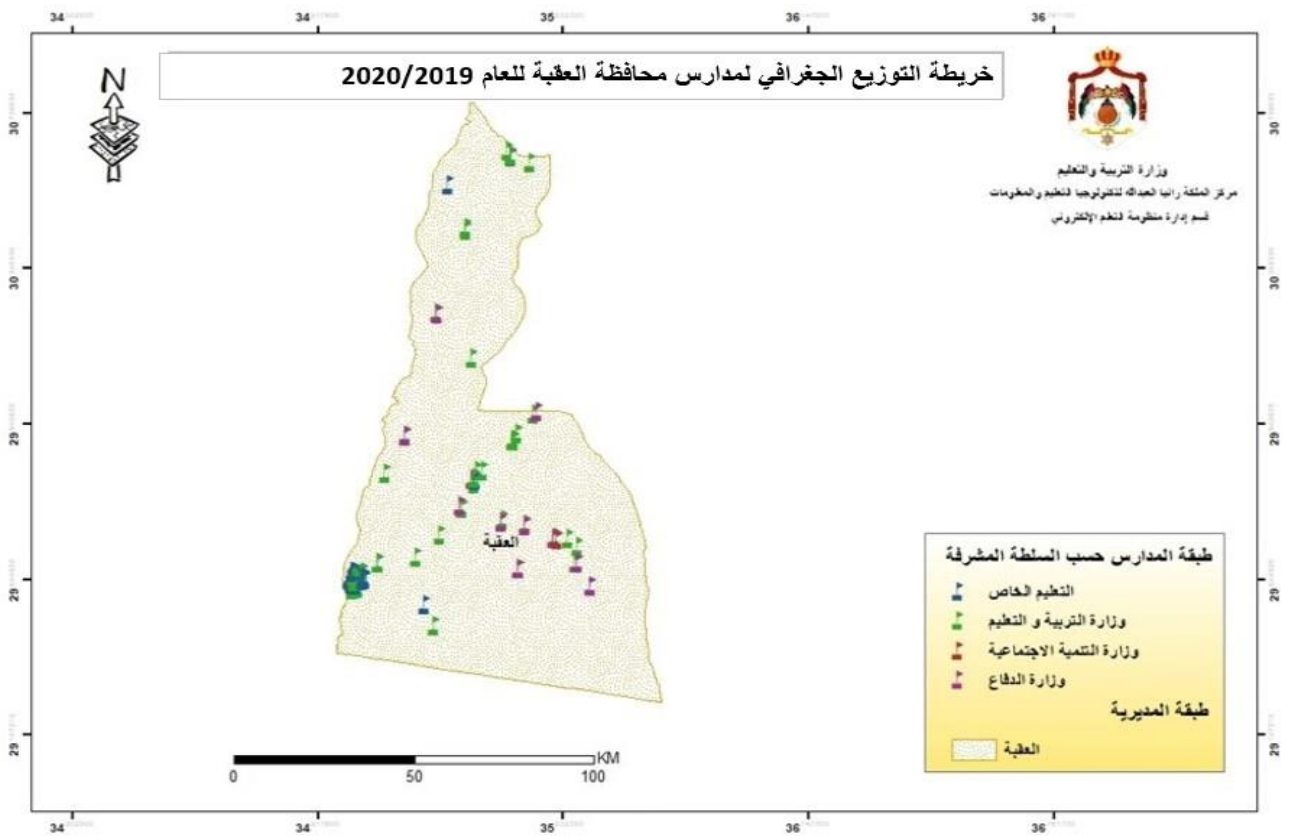 34 34 35 36 36
خريطة التوزيع الجغرافي لمدارس محافظة العقبة للعام 2020/2019
N
وزارة التربية والتعليم
مركز الملكة رانيا العبدالله لتكنولوجيا التعليم والمعلومات
قسم إدارة منظومة التعلم الإلكتروني
30 30
30 30
29 29
العقبة
29 29
29 29
طبقة المدارس حسب السلطة المشرفة
التعليم الخاص
وزارة التربية و التعليم
وزارة التنمية الاجتماعية
وزارة الدفاع
طبقة المديرية
العقبة
KM
0 50 100
34 34 35 36 36